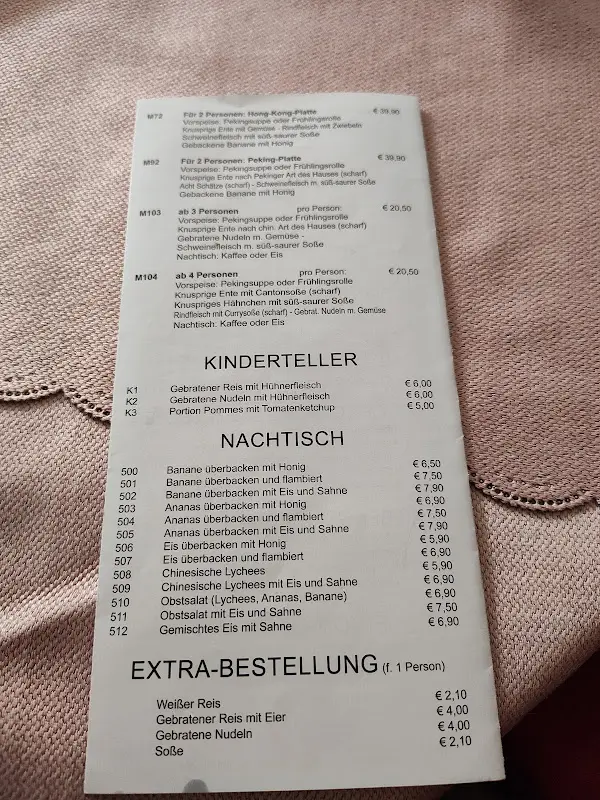 M72 Für 2 Personen: Hong-Kong-Platte € 39,90
Vorspeise: Pekingsuppe oder Frühlingsrolle
Knusprige Ente mit Gemüse - Rindfleisch mit Zwiebeln
Schweinefleisch mit süß-saurer Soße
Gebackene Banane mit Honig
M92 Für 2 Personen: Peking-Platte € 39,90
Vorspeise: Pekingsuppe oder Frühlingsrolle
Knusprige Ente nach Pekinger Art des Hauses (scharf)
Acht Schätze (scharf) - Schweinefleisch m. süß-saurer Soße
Gebackene Banane mit Honig
M103 ab 3 Personen pro Person: € 20,50
Vorspeise: Pekingsuppe oder Frühlingsrolle
Knusprige Ente nach chin. Art des Hauses (scharf)
Gebratene Nudeln m. Gemüse -
Schweinefleisch m. süß-saurer Soße
Nachtisch: Kaffee oder Eis
M104 ab 4 Personen pro Person: € 20,50
Vorspeise: Pekingsuppe oder Frühlingsrolle
Knusprige Ente mit Cantonsoße (scharf)
Knuspriges Hähnchen mit süß-saurer Soße
Rindfleisch mit Currysoße (scharf) - Gebrat. Nudeln m. Gemüse
Nachtisch: Kaffee oder Eis
KINDERTELLER
K1 Gebratener Reis mit Hühnerfleisch € 6,00
K2 Gebratene Nudeln mit Hühnerfleisch € 6,00
K3 Portion Pommes mit Tomatenketchup € 5,00
NACHTISCH
500 Banane überbacken mit Honig € 6,50
501 Banane überbacken und flambiert € 7,50
502 Banane überbacken mit Eis und Sahne € 7,90
503 Ananas überbacken mit Honig € 6,90
504 Ananas überbacken und flambiert € 7,50
505 Ananas überbacken mit Eis und Sahne € 7,90
506 Eis überbacken mit Honig € 5,90
507 Eis überbacken und flambiert € 6,90
508 Chinesische Lychees € 5,90
509 Chinesische Lychees mit Eis und Sahne € 6,90
510 Obstsalat (Lychees, Ananas, Banane) € 6,90
511 Obstsalat mit Eis und Sahne € 7,50
512 Gemischtes Eis mit Sahne € 6,90
EXTRA-BESTELLUNG (f. 1 Person)
Weißer Reis € 2,10
Gebratener Reis mit Eier € 4,00
Gebratene Nudeln € 4,00
Soße € 2,10